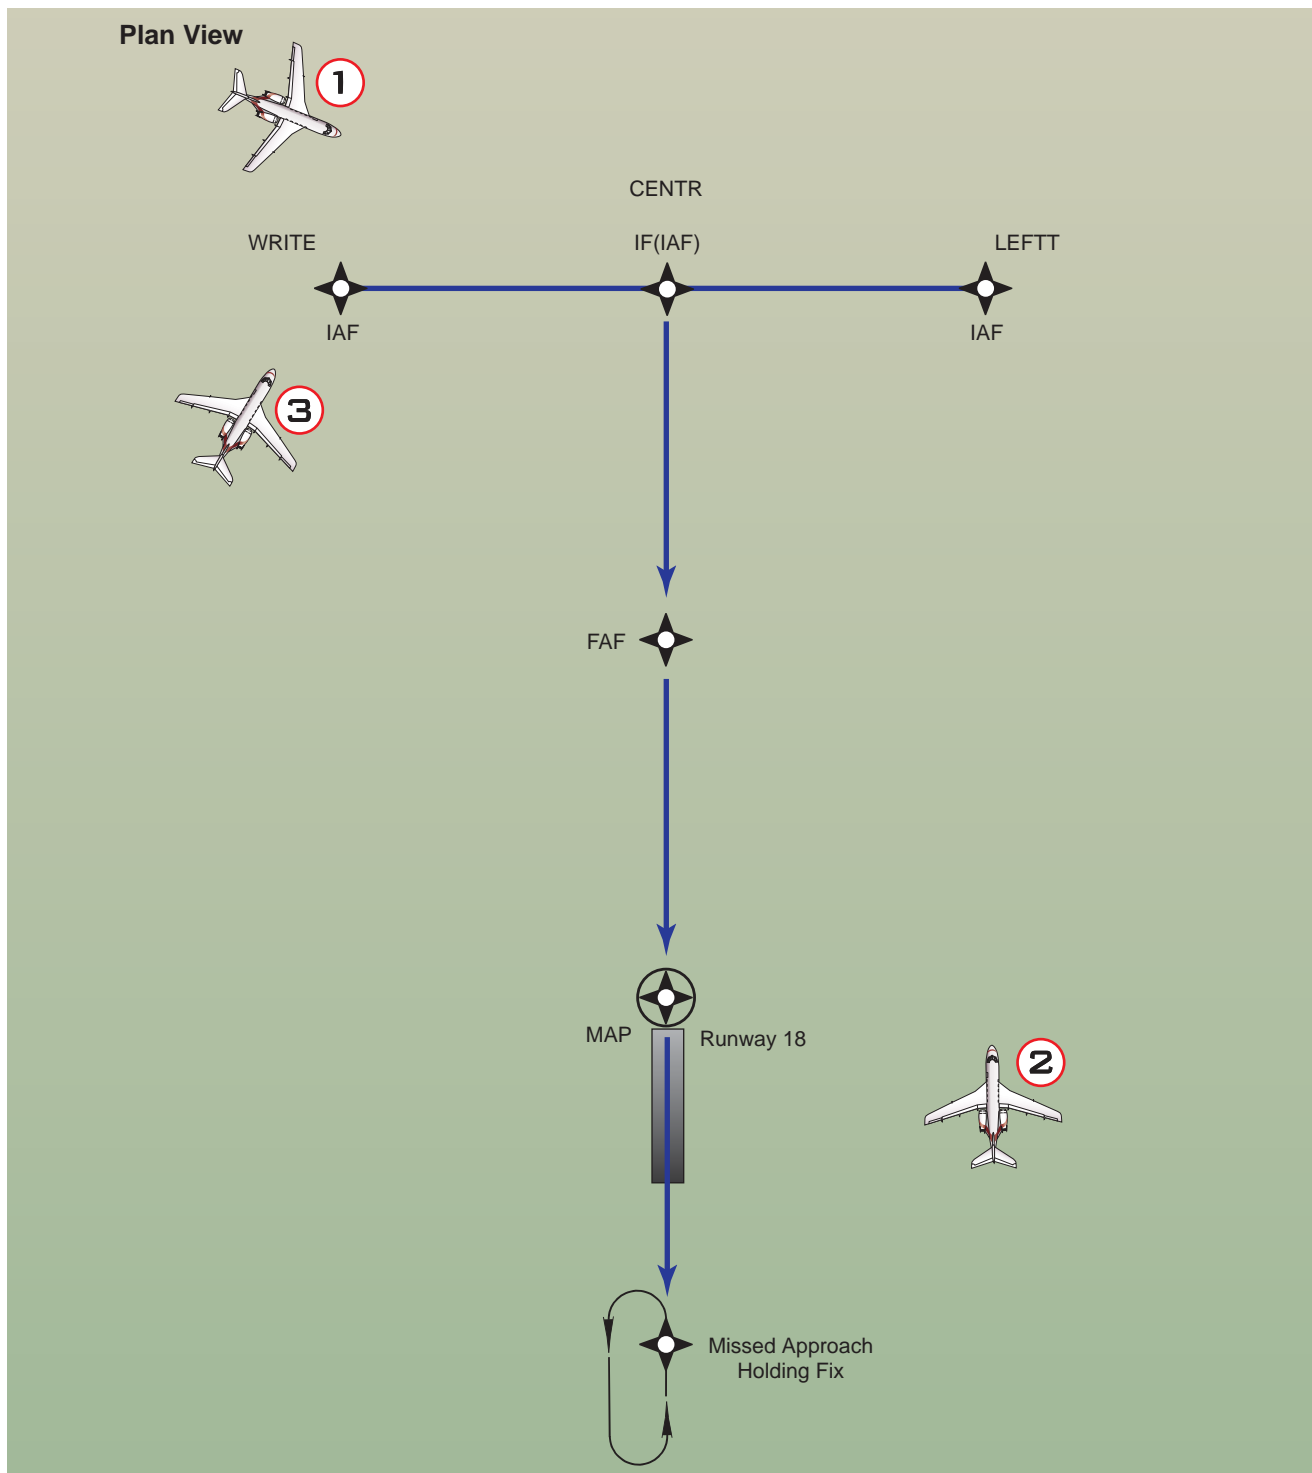 Plan View
1
CENTR
WRITE
IF(IAF)
LEFTT
IAF
IAF
3
FAF
MAP
Runway 18
2
Missed Approach
Holding Fix